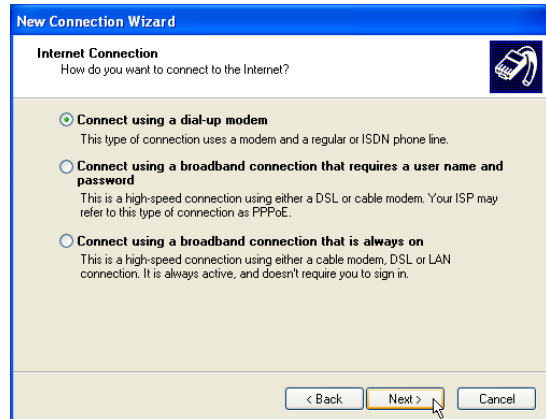 New Connection Wizard
Internet Connection
How do you want to connect to the Internet?
Connect using a dial-up modem
This type of connection uses a modem and a regular or ISDN phone line.
Connect using a broadband connection that requires a user name and
password
This is a high-speed connection using either a DSL or cable modem. Your ISP may
refer to this type of connection as PPPoE.
Connect using a broadband connection that is always on
This is a high-speed connection using either a cable modem, DSL or LAN
connection. It is always active, and doesn't require you to sign in.
< Back Next > Cancel